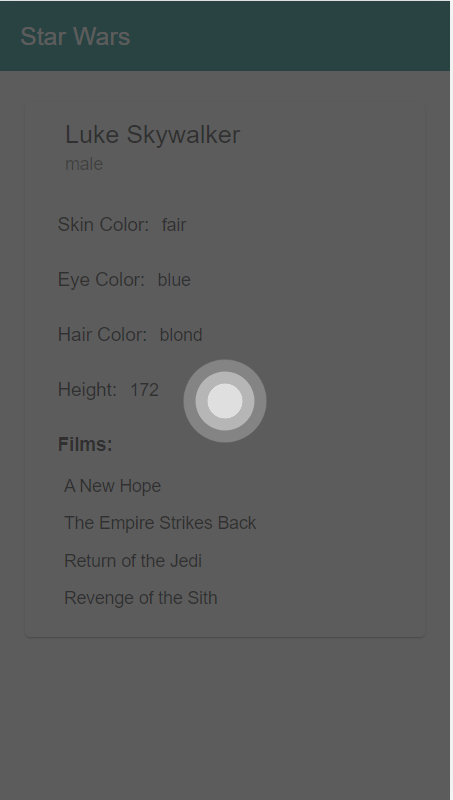 Star Wars
Luke Skywalker
male
Skin Color: fair
Eye Color: blue
Hair Color: blond
Height: 172
Films:
A New Hope
The Empire Strikes Back
Return of the Jedi
Revenge of the Sith